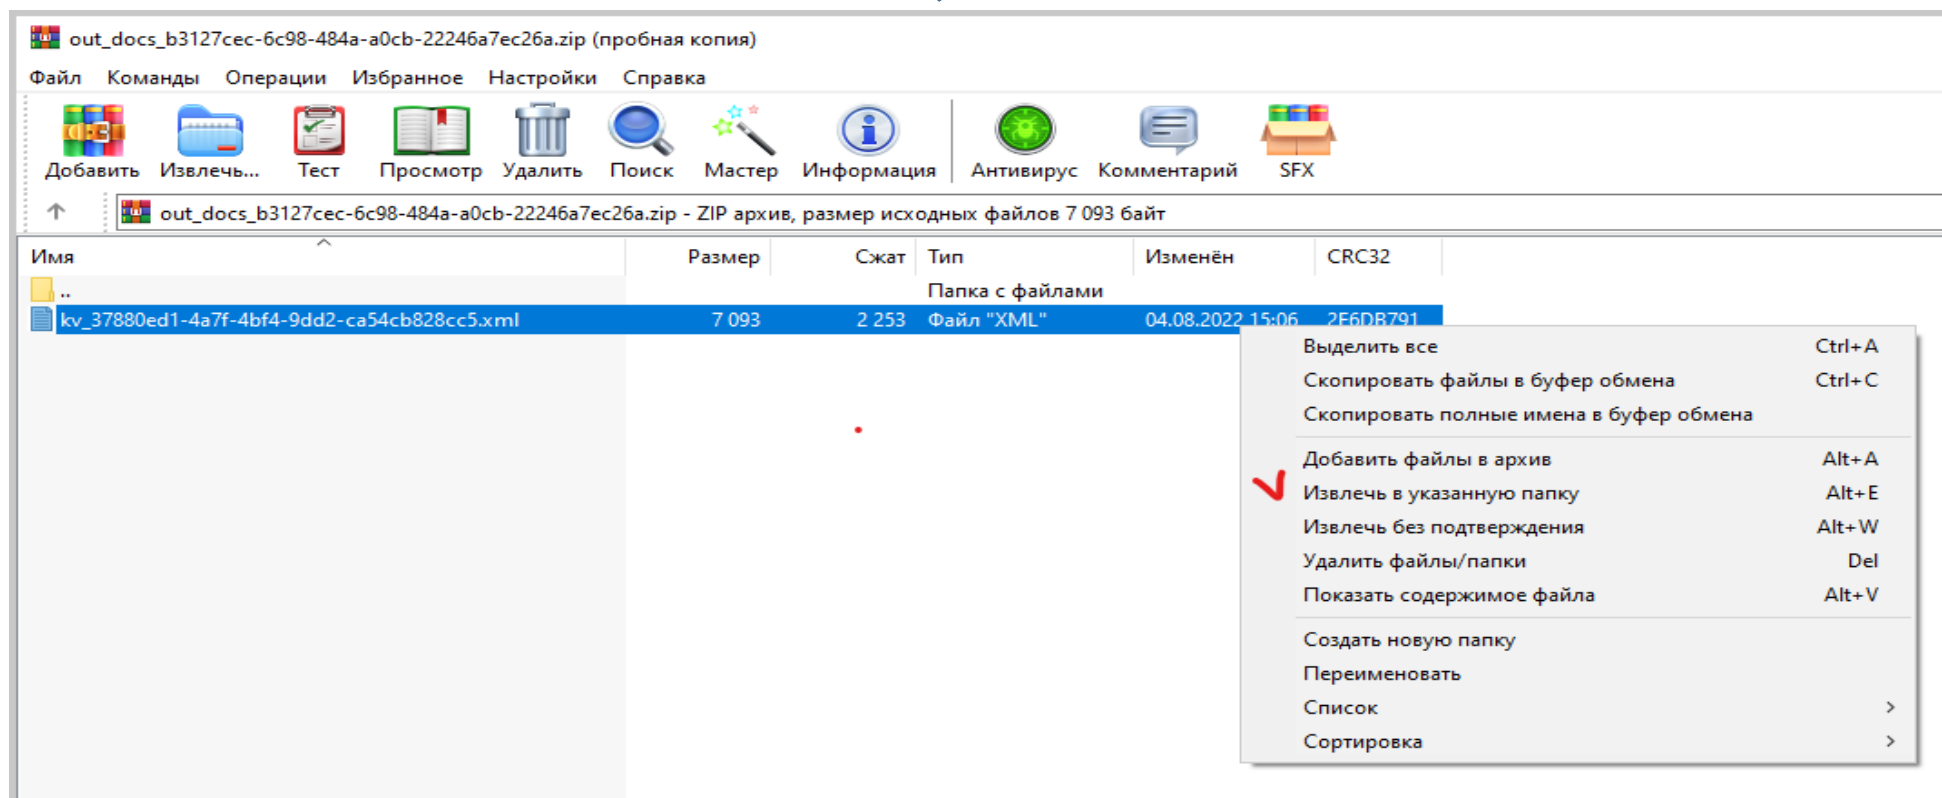 out_docs_b3127cec-6c98-484a-a0cb-22246a7ec26a.zip (пробная копия)
Файл Команды Операции Избранное Настройки Справка
Добавить Извлечь... Тест Просмотр Удалить Поиск Мастер Информация Антивирус Комментарий SFX
out_docs_b3127cec-6c98-484a-a0cb-22246a7ec26a.zip - ZIP архив, размер исходных файлов 7 093 байт
Имя Размер Сжат Тип Изменён CRC32
.. Папка с файлами
kv_37880ed1-4a7f-4bf4-9dd2-ca54cb828cc5.xml 7 093 2 253 Файл "XML" 04.08.2022 15:06 2F6DB791
Выделить все Ctrl+A
Скопировать файлы в буфер обмена Ctrl+C
Скопировать полные имена в буфер обмена
Добавить файлы в архив Alt+A
Извлечь в указанную папку Alt+E
Извлечь без подтверждения Alt+W
Удалить файлы/папки Del
Показать содержимое файла Alt+V
Создать новую папку
Переименовать
Список
Сортировка